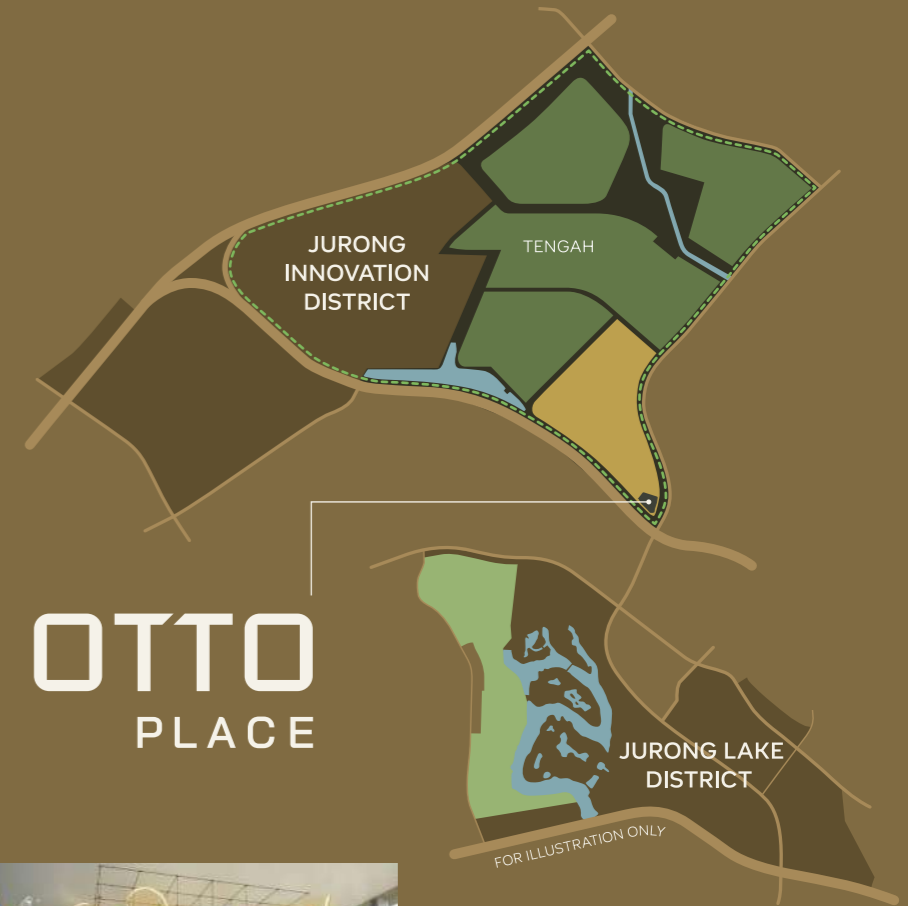 JURONG
INNOVATION
DISTRICT
TENGAH
OTTO
PLACE
JURONG LAKE
DISTRICT
FOR ILLUSTRATION ONLY